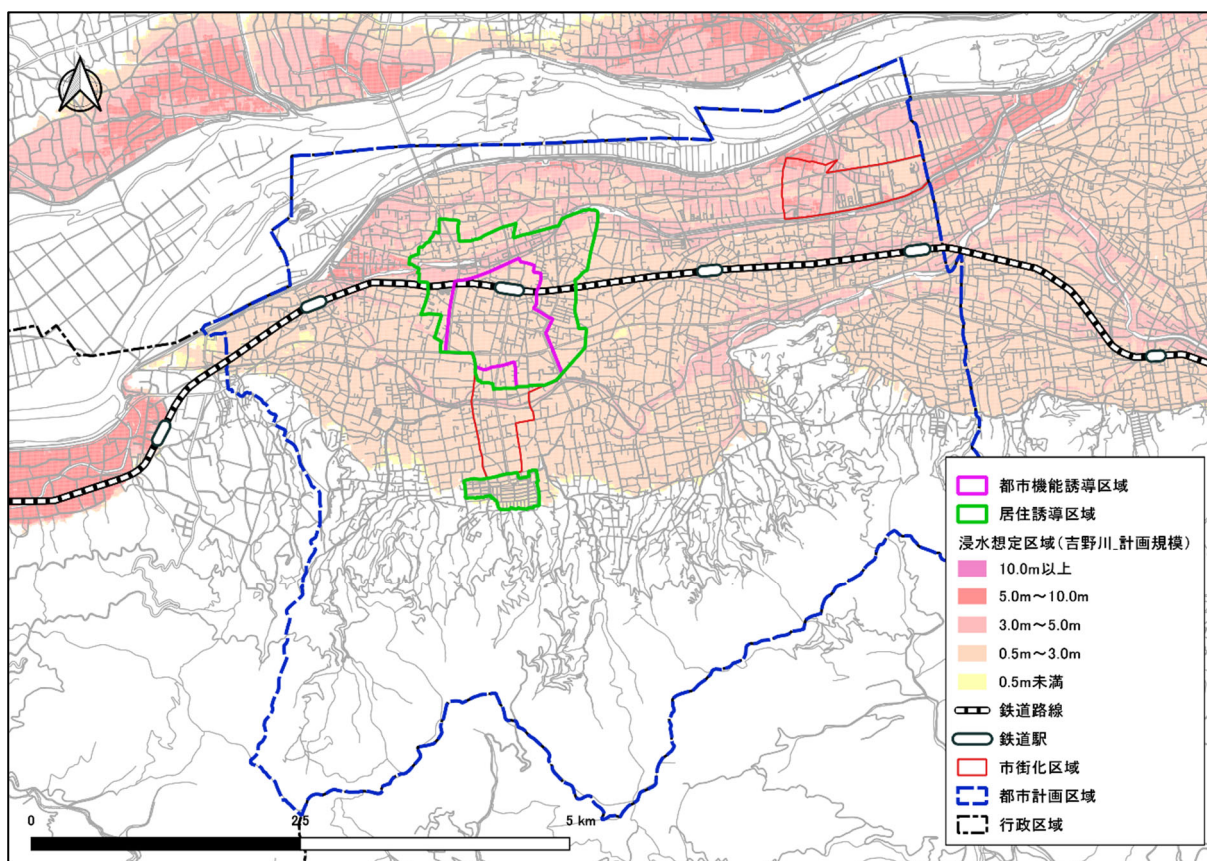 都市機能誘導区域
居住誘導区域
浸水想定区域(吉野川_計画規模)
10.0m以上
5.0m～10.0m
3.0m～5.0m
0.5m～3.0m
0.5m未満
鉄道路線
鉄道駅
市街化区域
都市計画区域
行政区域
0 2.5 5 km